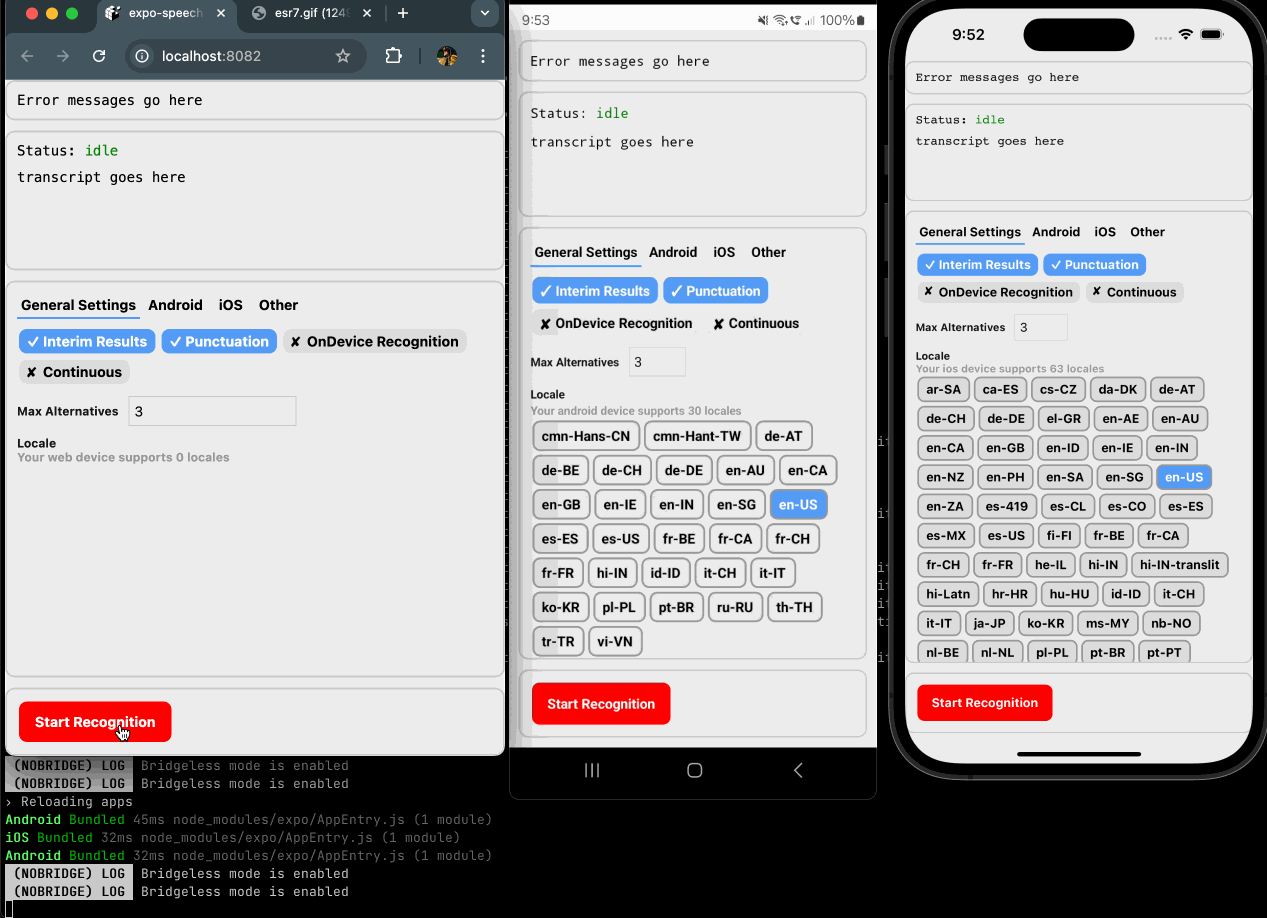 expo-speech
esr7.gif (1249
localhost:8082
Error messages go here
Status: idle
transcript goes here
General Settings Android iOS Other
✓ Interim Results ✓ Punctuation ✘ OnDevice Recognition
✘ Continuous
Max Alternatives 3
Locale
Your web device supports 0 locales
Start Recognition
(NOBRIDGE) LOG Bridgeless mode is enabled
(NOBRIDGE) LOG Bridgeless mode is enabled
› Reloading apps
Android Bundled 45ms node_modules/expo/AppEntry.js (1 module)
iOS Bundled 32ms node_modules/expo/AppEntry.js (1 module)
Android Bundled 32ms node_modules/expo/AppEntry.js (1 module)
(NOBRIDGE) LOG Bridgeless mode is enabled
(NOBRIDGE) LOG Bridgeless mode is enabled
9:53 100%
Error messages go here
Status: idle
transcript goes here
General Settings Android iOS Other
✓ Interim Results ✓ Punctuation
✘ OnDevice Recognition ✘ Continuous
Max Alternatives 3
Locale
Your android device supports 30 locales
cmn-Hans-CN cmn-Hant-TW de-AT
de-BE de-CH de-DE en-AU en-CA
en-GB en-IE en-IN en-SG en-US
es-ES es-US fr-BE fr-CA fr-CH
fr-FR hi-IN id-ID it-CH it-IT
ko-KR pl-PL pt-BR ru-RU th-TH
tr-TR vi-VN
Start Recognition
9:52
Error messages go here
Status: idle
transcript goes here
General Settings Android iOS Other
✓ Interim Results ✓ Punctuation
✘ OnDevice Recognition ✘ Continuous
Max Alternatives 3
Locale
Your ios device supports 63 locales
ar-SA ca-ES cs-CZ da-DK de-AT
de-CH de-DE el-GR en-AE en-AU
en-CA en-GB en-ID en-IE en-IN
en-NZ en-PH en-SA en-SG en-US
en-ZA es-419 es-CL es-CO es-ES
es-MX es-US fi-FI fr-BE fr-CA
fr-CH fr-FR he-IL hi-IN hi-IN-translit
hi-Latn hr-HR hu-HU id-ID it-CH
it-IT ja-JP ko-KR ms-MY nb-NO
nl-BE nl-NL pl-PL pt-BR pt-PT
Start Recognition